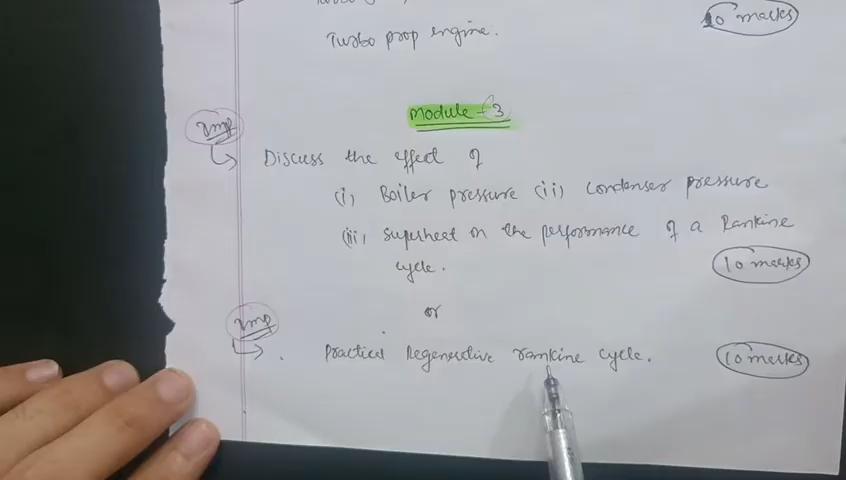 10 marks
Turbo prop engine.
Module - 3
Imp
Discuss the effect of
(i) Boiler pressure (ii) condenser pressure
(iii) superheat on the performance of a Rankine
cycle.
10 marks
or
Imp
Practical Regenerative rankine cycle.
10 marks